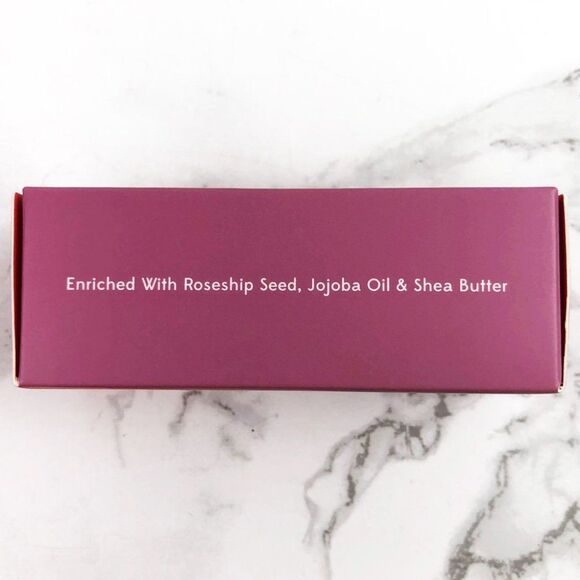 Enriched With Roseship Seed, Jojoba Oil & Shea Butter